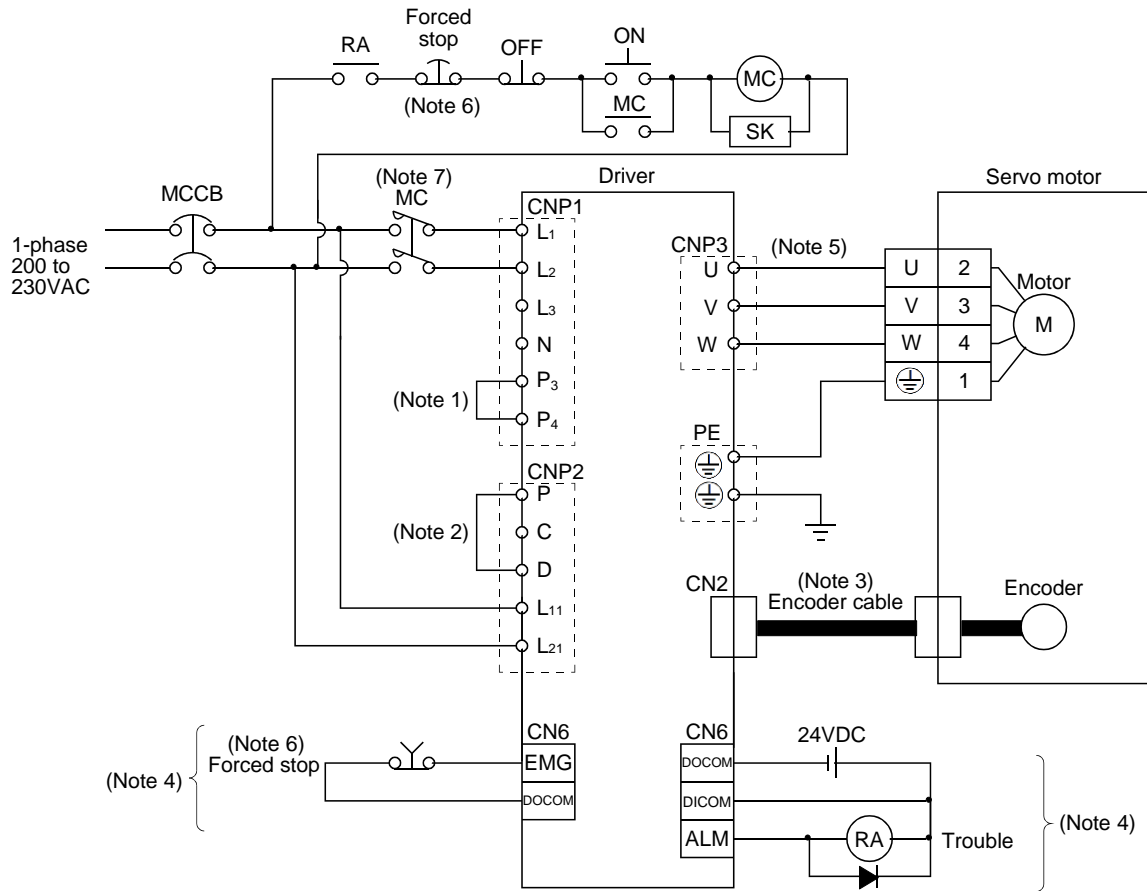 Forced
stop
RA
OFF
ON
(Note 6)
MC
MC
SK
(Note 7)
MC
MCCB
1-phase
200 to
230VAC
Driver
Servo motor
CNP1
L1
L2
L3
N
P3
P4
(Note 1)
CNP2
P
C
D
L11
L21
(Note 2)
CNP3
U
V
W
(Note 5)
U 2
V 3
W 4
1
Motor
M
PE
CN2
(Note 3)
Encoder cable
Encoder
(Note 4)
(Note 6)
Forced stop
CN6
EMG
DOCOM
CN6
DOCOM
DICOM
ALM
24VDC
RA
Trouble
(Note 4)